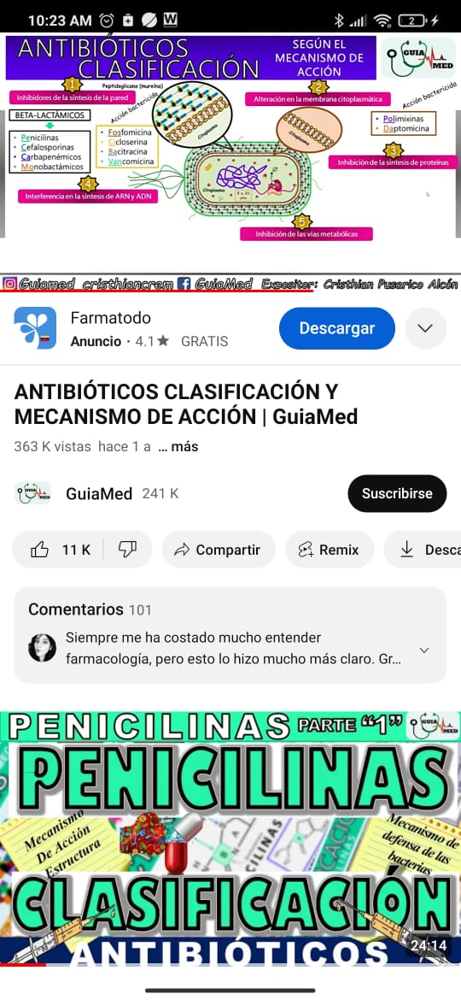 10:23 AM
W
2
ANTIBIÓTICOS
CLASIFICACIÓN
SEGÚN EL
MECANISMO DE
ACCIÓN
GUIA
MED
1
Inhibidores de la síntesis de la pared
Peptidoglicano (mureína)
Acción bactericida
BETA-LACTÁMICOS
• Penicilinas
• Cefalosporinas
• Carbapenémicos
• Monobactámicos
• Fosfomicina
• Cicloserina
• Bacitracina
• Vancomicina
Citoplasma
2
Alteración en la membrana citoplasmática
Acción bactericida
• Polimixinas
• Daptomicina
Citoplasma
3
Inhibición de la síntesis de proteínas
4
Interferencia en la síntesis de ARN y ADN
Citoplasma
5
Inhibición de las vías metabólicas
Guiamed_cristhiancrem GuiaMed Expositor: Cristhian Pusarico Alcón
Farmatodo
Anuncio · 4.1★ GRATIS
Descargar
ANTIBIÓTICOS CLASIFICACIÓN Y
MECANISMO DE ACCIÓN | GuiaMed
363 K vistas hace 1 a ... más
GUIA
MED
GuiaMed 241 K
Suscribirse
11 K
Compartir
Remix
Desca
Comentarios 101
Siempre me ha costado mucho entender
farmacología, pero esto lo hizo mucho más claro. Gr...
PENICILINAS PARTE “1”
GUIA
MED
PENICILINAS
Mecanismo
De Acción
Estructura
CILINAS
CACIÓ
Mecanismo de
defensa de las
bacterias
CLASIFICACIÓN
ANTIBIÓTICOS
24:14